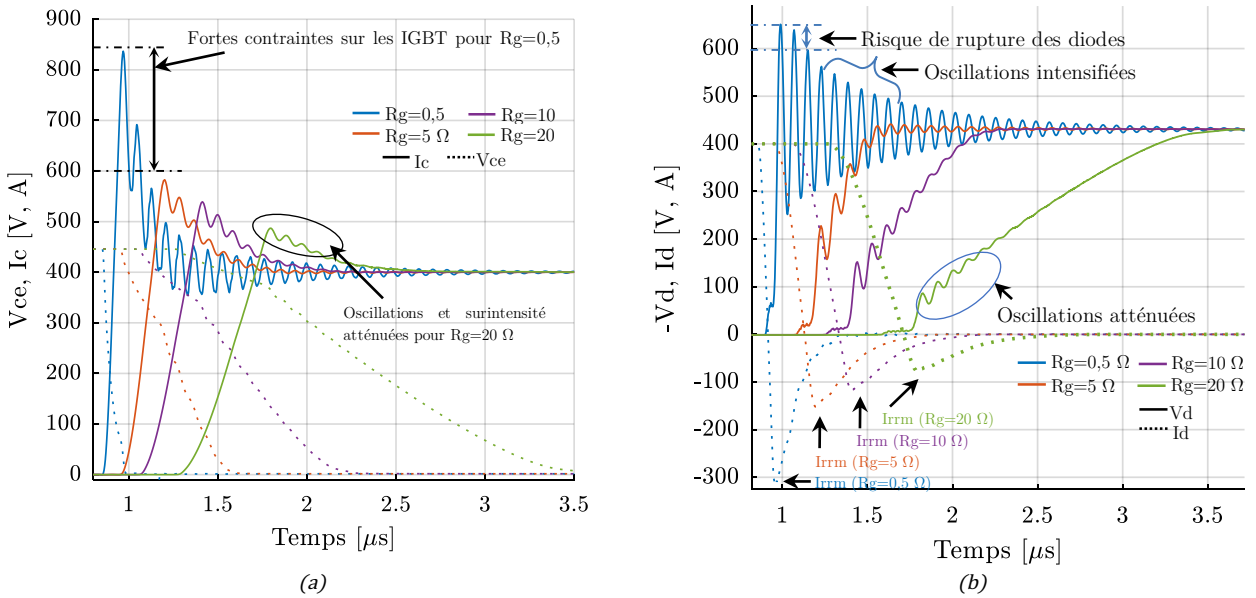 900
800
700
600
500
400
300
200
100
0
Vce, Ic [V, A]
Fortes contraintes sur les IGBT pour Rg=0,5
Rg=0,5
Rg=10
Rg=5 Ω
Rg=20
Ic
Vce
Oscillations et surintensité
atténuées pour Rg=20 Ω
1
1.5
2
2.5
3
3.5
Temps [μs]
(a)
600
500
400
300
200
100
0
-100
-200
-300
-Vd, Id [V, A]
Risque de rupture des diodes
Oscillations intensifiées
Oscillations atténuées
Rg=0,5 Ω
Rg=10 Ω
Rg=5 Ω
Rg=20 Ω
Vd
Id
Irrm (Rg=20 Ω)
Irrm (Rg=10 Ω)
Irrm (Rg=5 Ω)
Irrm (Rg=0,5 Ω)
1
1.5
2
2.5
3
3.5
Temps [μs]
(b)